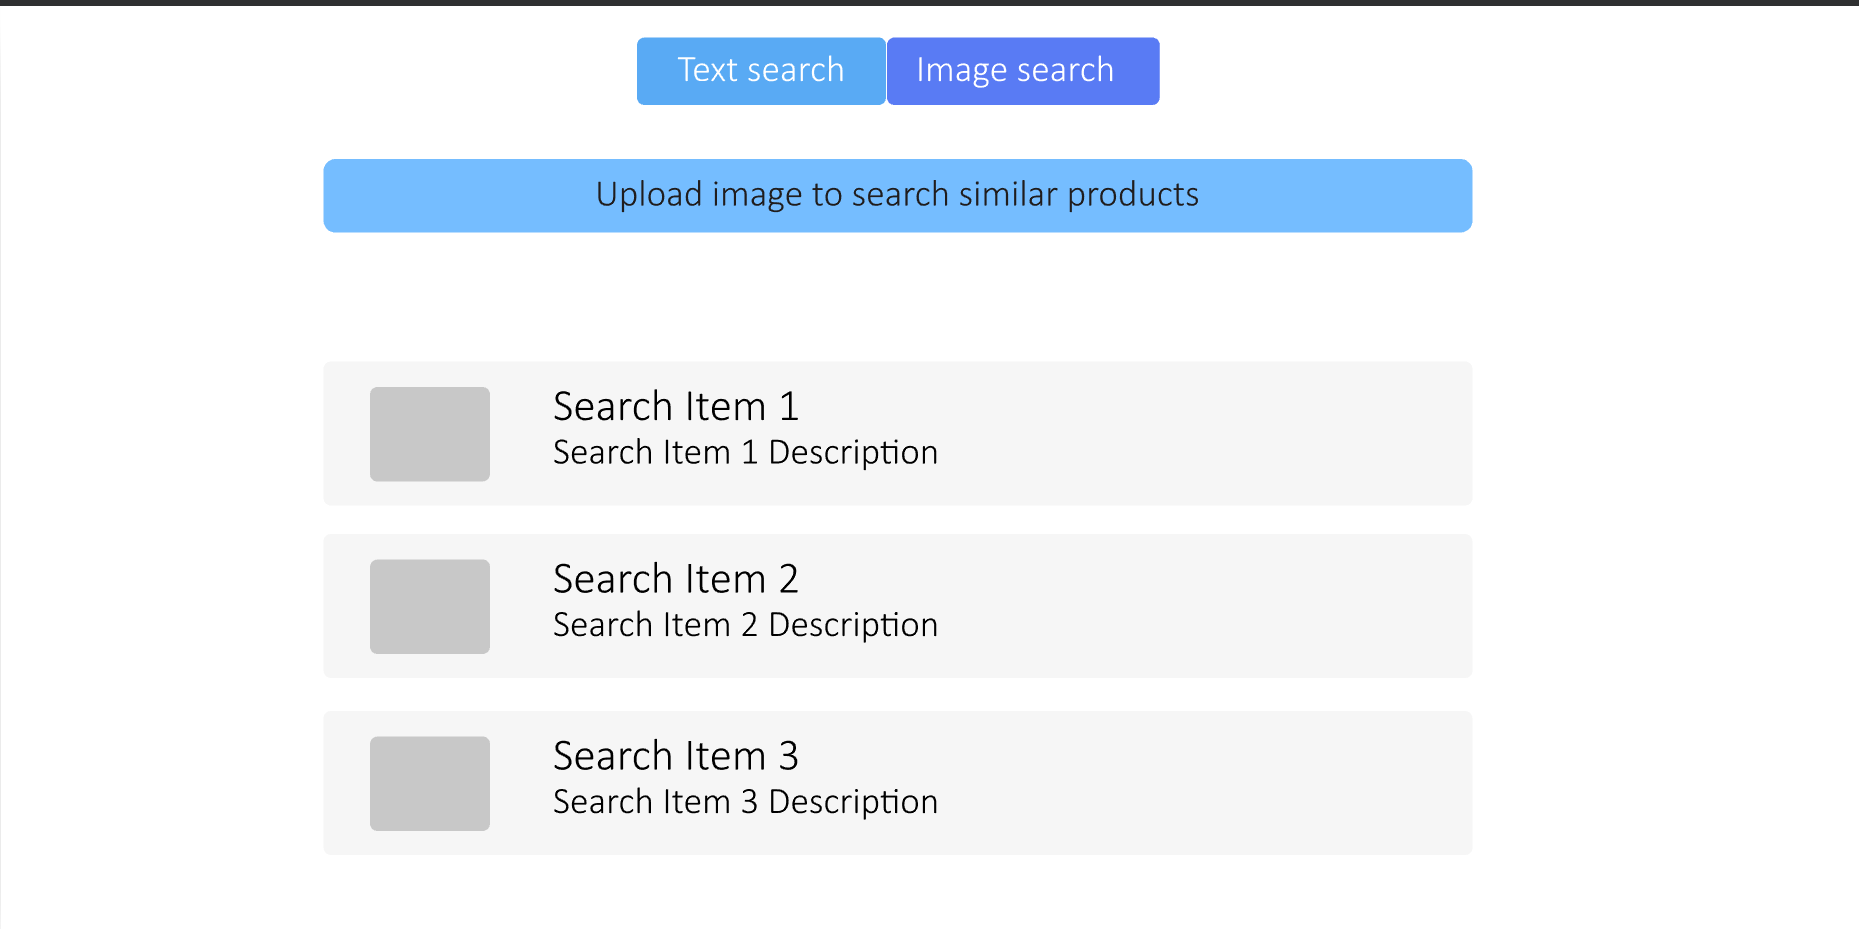 Text search
Image search
Upload image to search similar products
Search Item 1
Search Item 1 Description
Search Item 2
Search Item 2 Description
Search Item 3
Search Item 3 Description